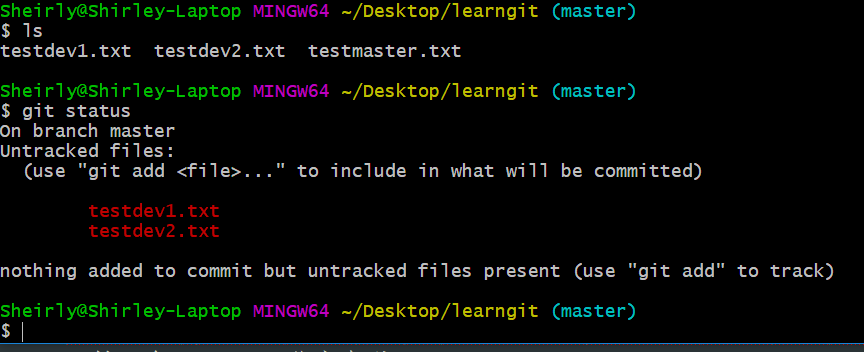 Sheirly@Shirley-Laptop MINGW64 ~/Desktop/learngit (master)
$ ls
testdev1.txt  testdev2.txt  testmaster.txt

Sheirly@Shirley-Laptop MINGW64 ~/Desktop/learngit (master)
$ git status
On branch master
Untracked files:
  (use "git add <file>..." to include in what will be committed)

        testdev1.txt
        testdev2.txt

nothing added to commit but untracked files present (use "git add" to track)

Sheirly@Shirley-Laptop MINGW64 ~/Desktop/learngit (master)
$